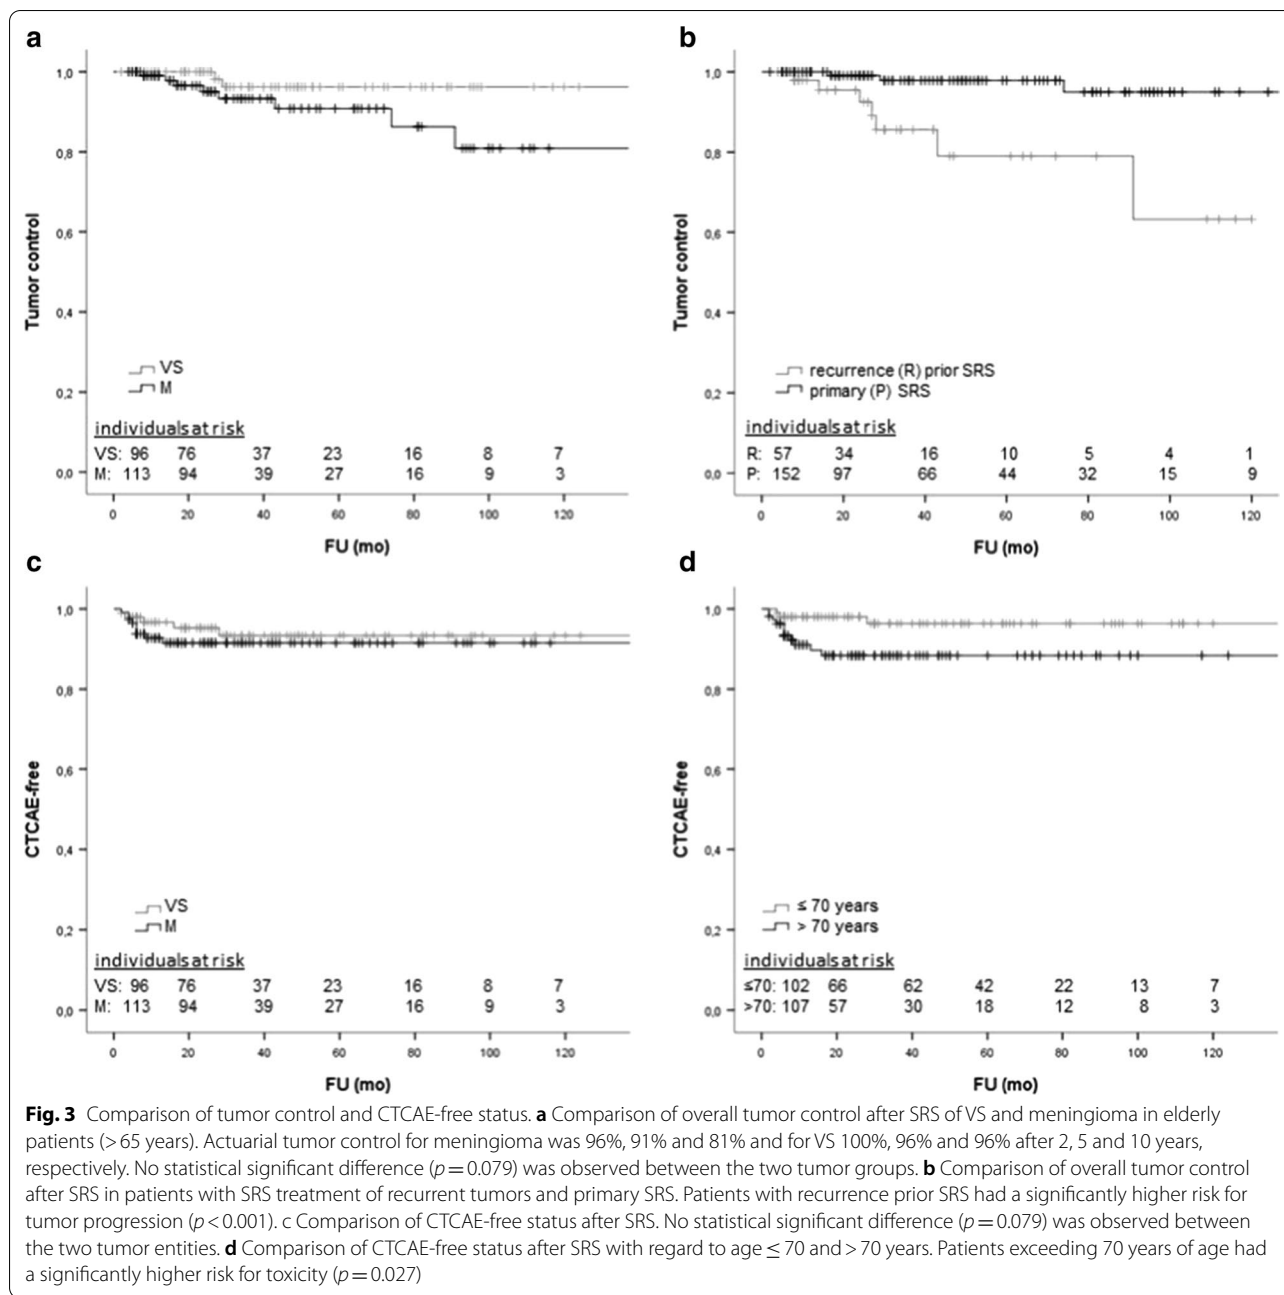 a
1,0
0,8
0,6
0,4
0,2
0,0
Tumor control
VS
M
individuals at risk
VS: 96 76 37 23 16 8 7
M: 113 94 39 27 16 9 3
0 20 40 60 80 100 120
FU (mo)
b
1,0
0,8
0,6
0,4
0,2
0,0
Tumor control
recurrence (R) prior SRS
primary (P) SRS
individuals at risk
R: 57 34 16 10 5 4 1
P: 152 97 66 44 32 15 9
0 20 40 60 80 100 120
FU (mo)
c
1,0
0,8
0,6
0,4
0,2
0,0
CTCAE-free
VS
M
individuals at risk
VS: 96 76 37 23 16 8 7
M: 113 94 39 27 16 9 3
0 20 40 60 80 100 120
FU (mo)
d
1,0
0,8
0,6
0,4
0,2
0,0
CTCAE-free
≤ 70 years
> 70 years
individuals at risk
≤70: 102 66 62 42 22 13 7
>70: 107 57 30 18 12 8 3
0 20 40 60 80 100 120
FU (mo)
Fig. 3 Comparison of tumor control and CTCAE-free status. a Comparison of overall tumor control after SRS of VS and meningioma in elderly
patients (> 65 years). Actuarial tumor control for meningioma was 96%, 91% and 81% and for VS 100%, 96% and 96% after 2, 5 and 10 years,
respectively. No statistical significant difference (p = 0.079) was observed between the two tumor groups. b Comparison of overall tumor control
after SRS in patients with SRS treatment of recurrent tumors and primary SRS. Patients with recurrence prior SRS had a significantly higher risk for
tumor progression (p < 0.001). c Comparison of CTCAE-free status after SRS. No statistical significant difference (p = 0.079) was observed between
the two tumor entities. d Comparison of CTCAE-free status after SRS with regard to age ≤ 70 and > 70 years. Patients exceeding 70 years of age had
a significantly higher risk for toxicity (p = 0.027)